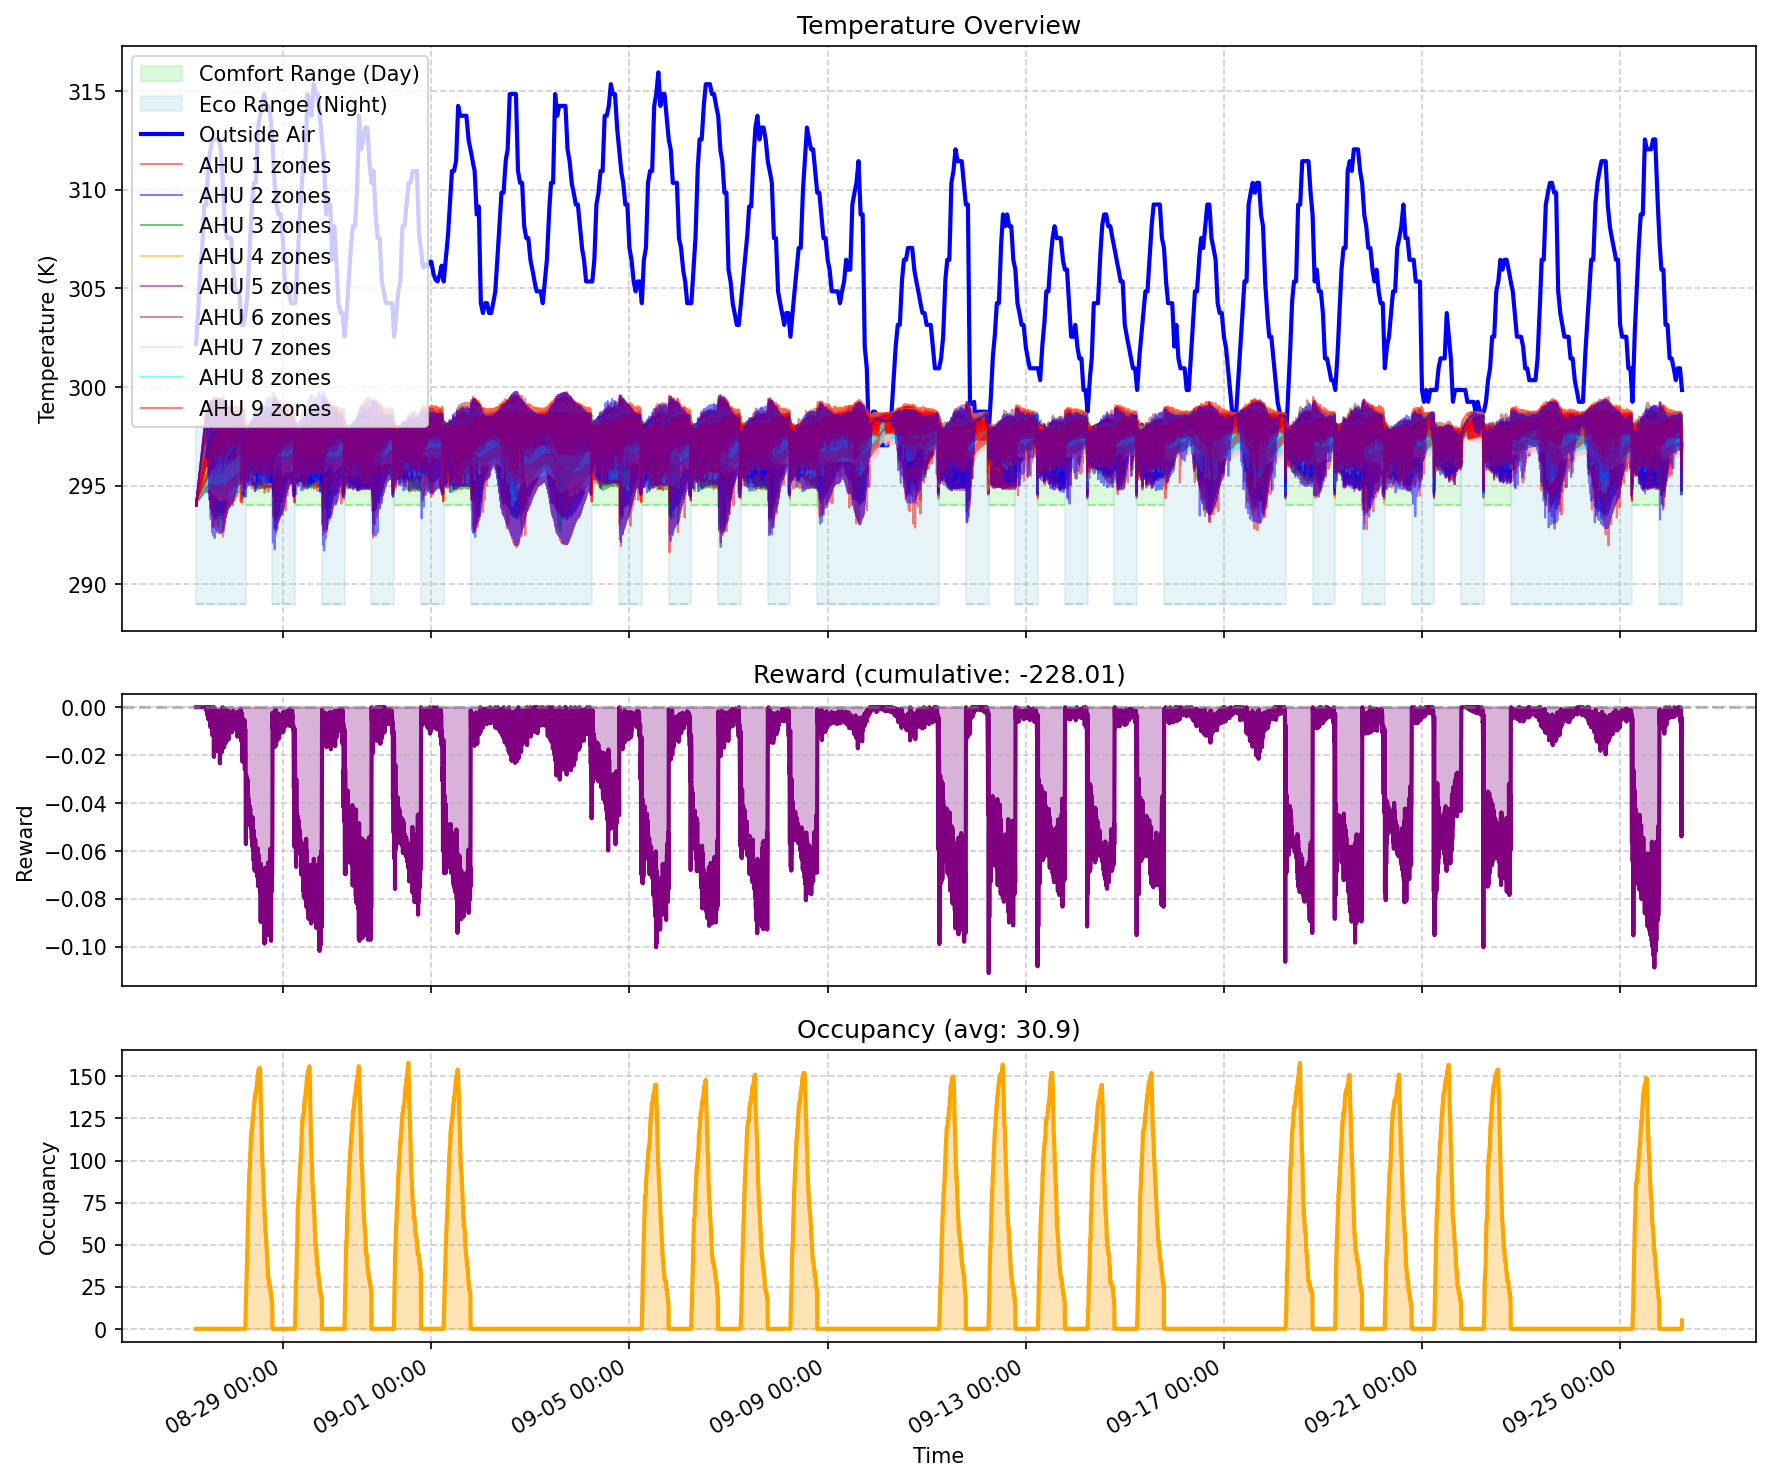 Temperature Overview
Comfort Range (Day)
Eco Range (Night)
Outside Air
AHU 1 zones
AHU 2 zones
AHU 3 zones
AHU 4 zones
AHU 5 zones
AHU 6 zones
AHU 7 zones
AHU 8 zones
AHU 9 zones
Temperature (K)
315
310
305
300
295
290
Reward (cumulative: -228.01)
Reward
0.00
−0.02
−0.04
−0.06
−0.08
−0.10
Occupancy (avg: 30.9)
Occupancy
150
125
100
75
50
25
0
08-29 00:00
09-01 00:00
09-05 00:00
09-09 00:00
09-13 00:00
09-17 00:00
09-21 00:00
09-25 00:00
Time